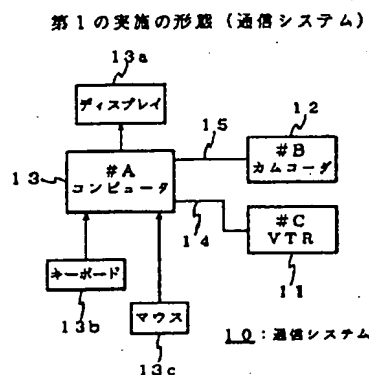 第1の実施の形態(通信システム)
13a
ディスプレイ
15
12
13
#A
コンピュータ
#B
カムコーダ
14
#C
VTR
11
キーボード
13b
マウス
13c
10:通信システム